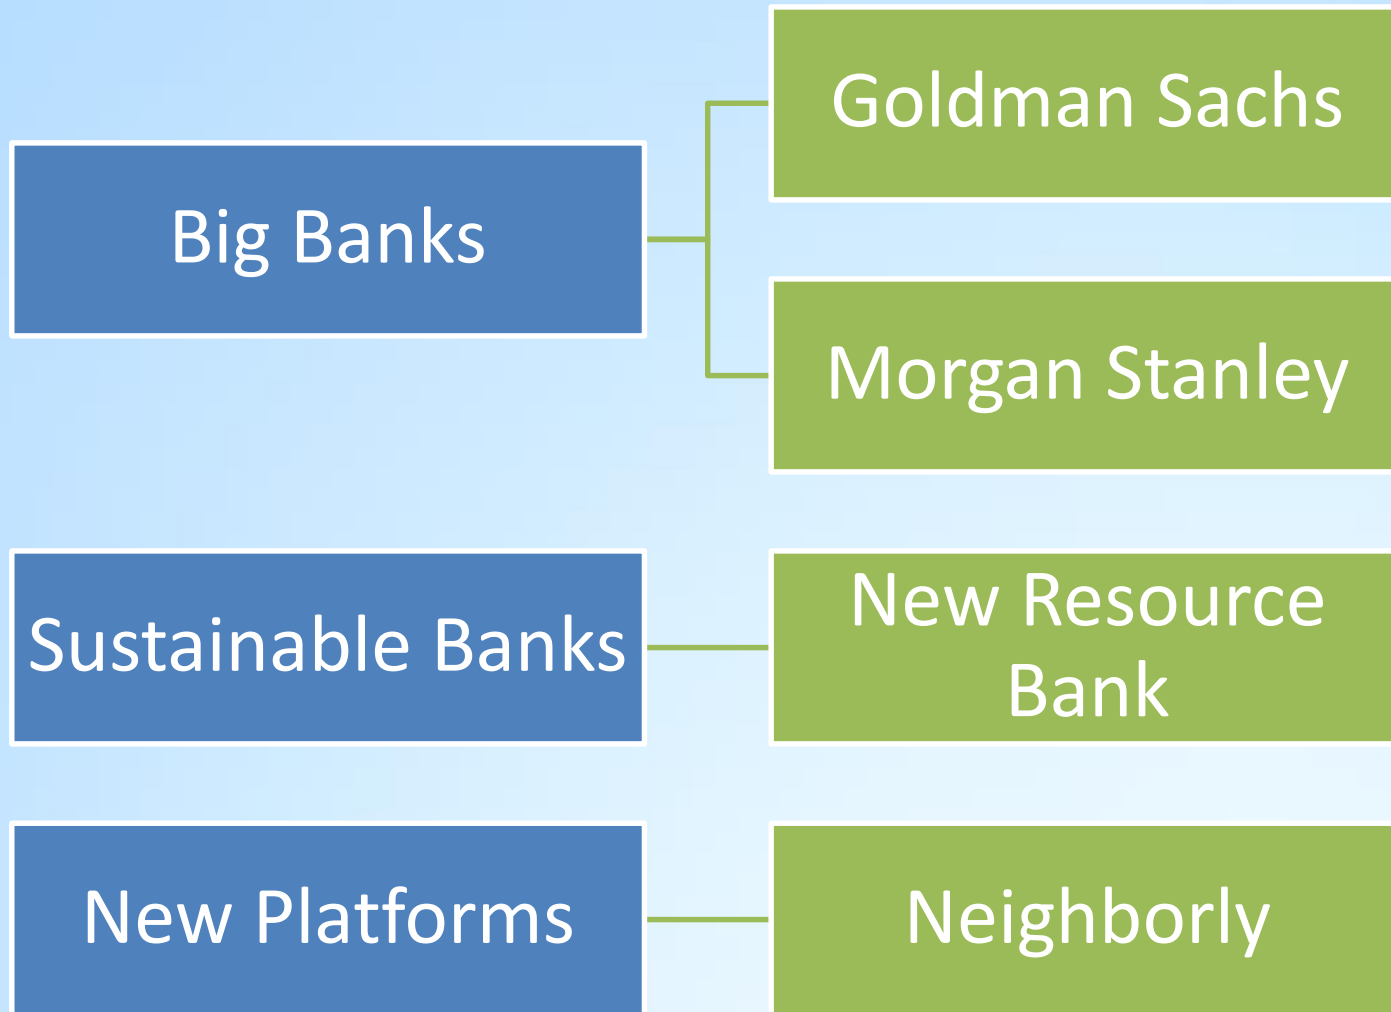 Big Banks
Goldman Sachs
Morgan Stanley
Sustainable Banks
New Resource
Bank
New Platforms
Neighborly